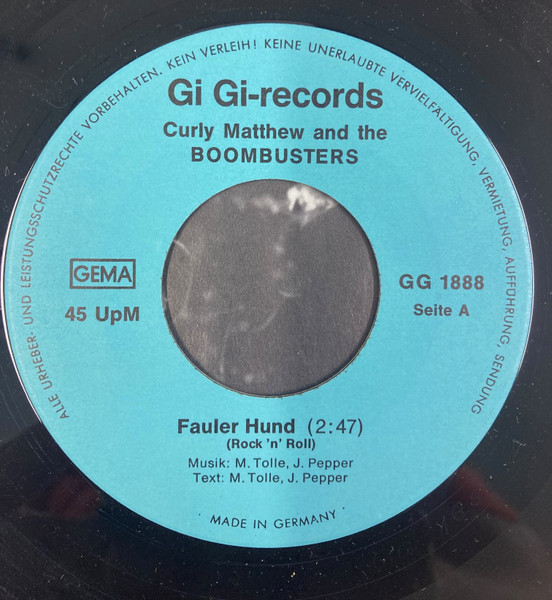 ALLE URHEBER- UND LEISTUNGSSCHUTZRECHTE VORBEHALTEN. KEIN VERLEIH! KEINE UNERLAUBTE VERVIELFÄLTIGUNG, VERMIETUNG, AUFFÜHRUNG, SENDUNG
Gi Gi-records
Curly Matthew and the
BOOMBUSTERS
GEMA
45 UpM
GG 1888
Seite A
Fauler Hund (2:47)
(Rock 'n' Roll)
Musik: M. Tolle, J. Pepper
Text: M. Tolle, J. Pepper
· MADE IN GERMANY ·